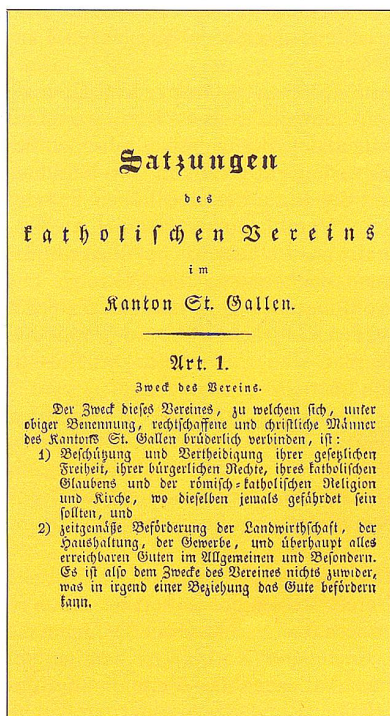 Satzungen
des
katholischen Vereins
im
Kanton St. Gallen.
Art. 1.
Zweck des Vereins.
Der Zweck dieses Vereines, zu welchem sich, unter
obiger Benennung, rechtschaffene und christliche Männer
des Kantons St. Gallen brüderlich verbinden, ist:
1) Beschützung und Vertheidigung ihrer gesetzlichen
Freiheit, ihrer bürgerlichen Rechte, ihres katholischen
Glaubens und der römisch-katholischen Religion
und Kirche, wo dieselben jemals gefährdet sein
sollten, und
2) zeitgemäße Beförderung der Landwirthschaft, der
Haushaltung, der Gewerbe, und überhaupt alles
erreichbaren Guten im Allgemeinen und Besondern.
Es ist also dem Zwecke des Vereines nichts zuwider,
was in irgend einer Beziehung das Gute befördern
kann.